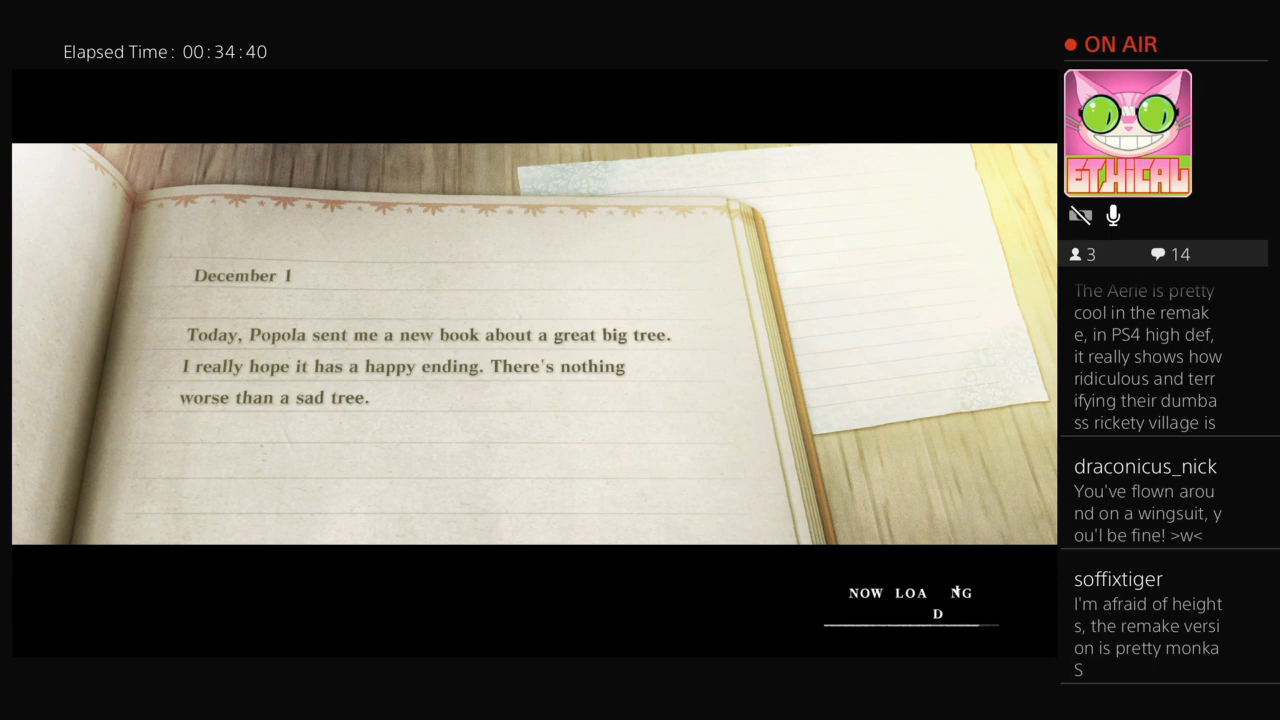 Elapsed Time: 00:34:40
ON AIR
ETHICAL
3 14
December 1
Today, Popola sent me a new book about a great big tree.
I really hope it has a happy ending. There's nothing
worse than a sad tree.
NOW LOADING
The Aerie is pretty
cool in the remak
e, in PS4 high def,
it really shows how
ridiculous and terr
ifying their dumba
ss rickety village is
draconicus_nick
You've flown arou
nd on a wingsuit, y
ou'l be fine! >w<
soffixtiger
I'm afraid of height
s, the remake versi
on is pretty monka
S